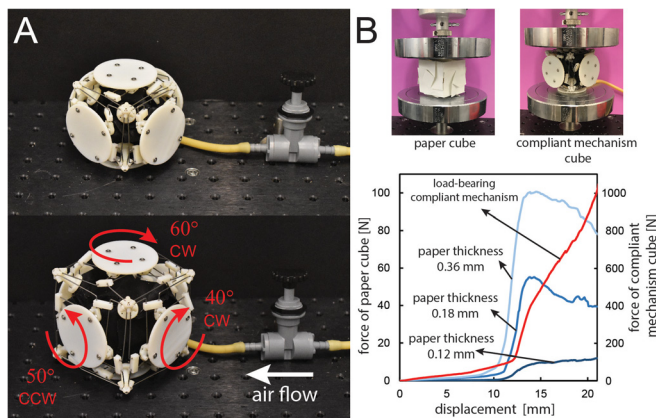 A
60°
CW
40°
CW
50°
CCW
air flow
B
paper cube
compliant mechanism
cube
force of paper cube [N]
100
80
60
40
20
0
load-bearing
compliant mechanism
paper thickness
0.36 mm
paper thickness
0.18 mm
paper thickness
0.12 mm
1000
800
600
400
200
0
force of compliant
mechanism cube [N]
0
5
10
15
20
displacement [mm]